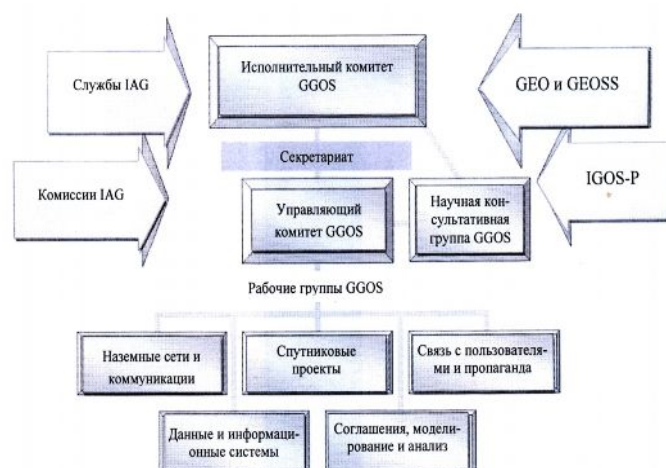 Службы IAG
Исполнительный комитет
GGOS
GEO и GEOSS
Секретариат
Комиссии IAG
IGOS-P
Управляющий
комитет GGOS
Научная кон-
сультативная
группа GGOS
Рабочие группы GGOS
Наземные сети и
коммуникации
Спутниковые
проекты
Связь с пользователя-
ми и пропаганда
Данные и информаци-
онные системы
Соглашения, модели-
рование и анализ